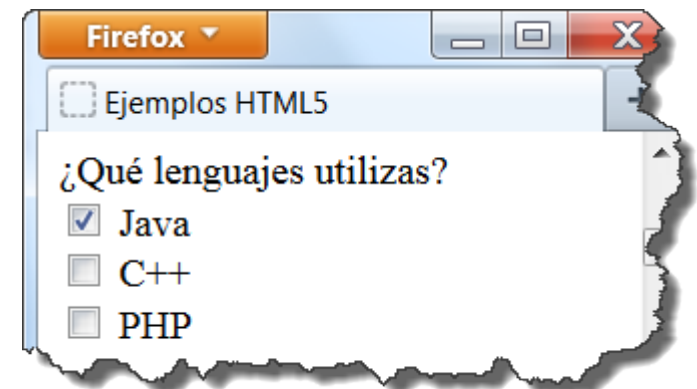 Firefox
Ejemplos HTML5
¿Qué lenguajes utilizas?
Java
C++
PHP